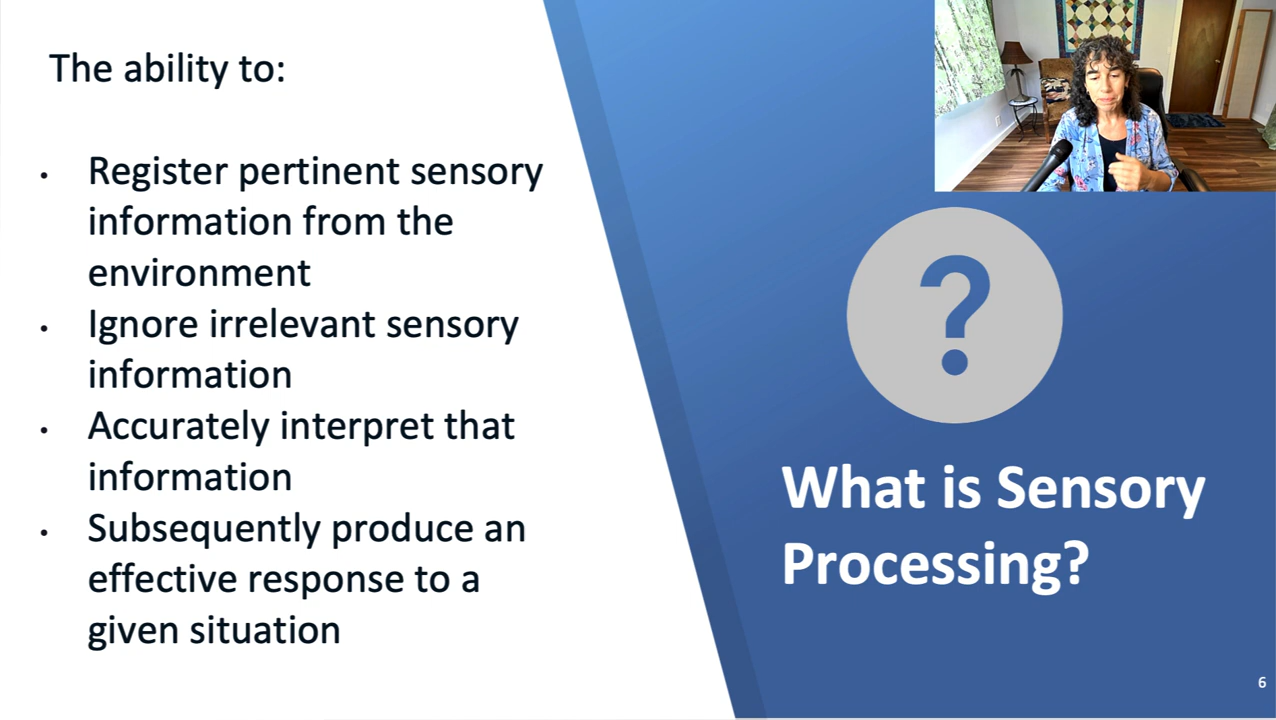 The ability to:
• Register pertinent sensory
information from the
environment
• Ignore irrelevant sensory
information
• Accurately interpret that
information
• Subsequently produce an
effective response to a
given situation
?
What is Sensory
Processing?
6